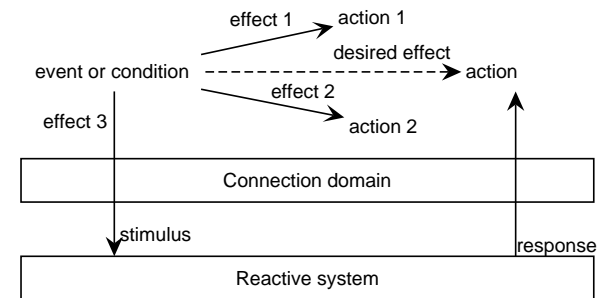 effect 1
action 1
desired effect
event or condition
action
effect 2
effect 3
action 2
Connection domain
stimulus
response
Reactive system